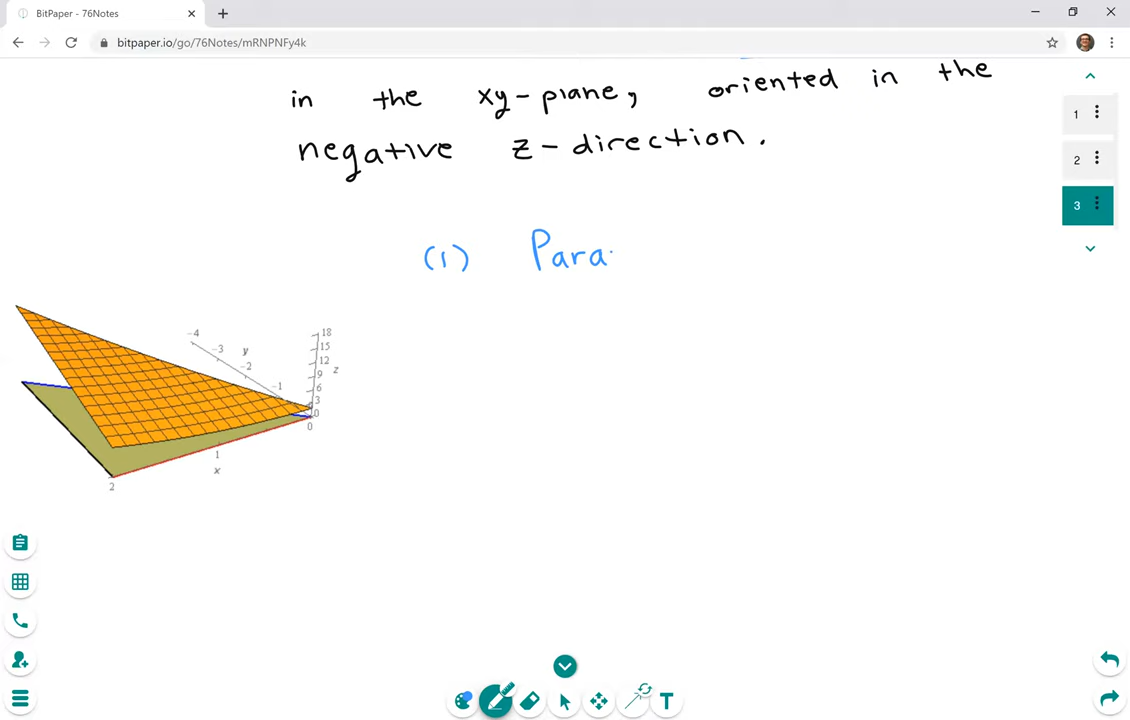 BitPaper - 76Notes
bitpaper.io/go/76Notes/mRNPNFy4k
in the xy-plane, oriented in the
negative z-direction.
(1) Para
1
2
3
-4
-3
y
-2
-1
18
15
12
z
9
6
3
0
0
1
x
2
T